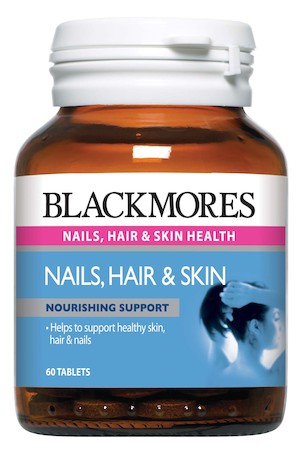 BLACKMORES
NAILS, HAIR & SKIN HEALTH
NAILS, HAIR & SKIN
NOURISHING SUPPORT
• Helps to support healthy skin,
hair & nails
60 TABLETS